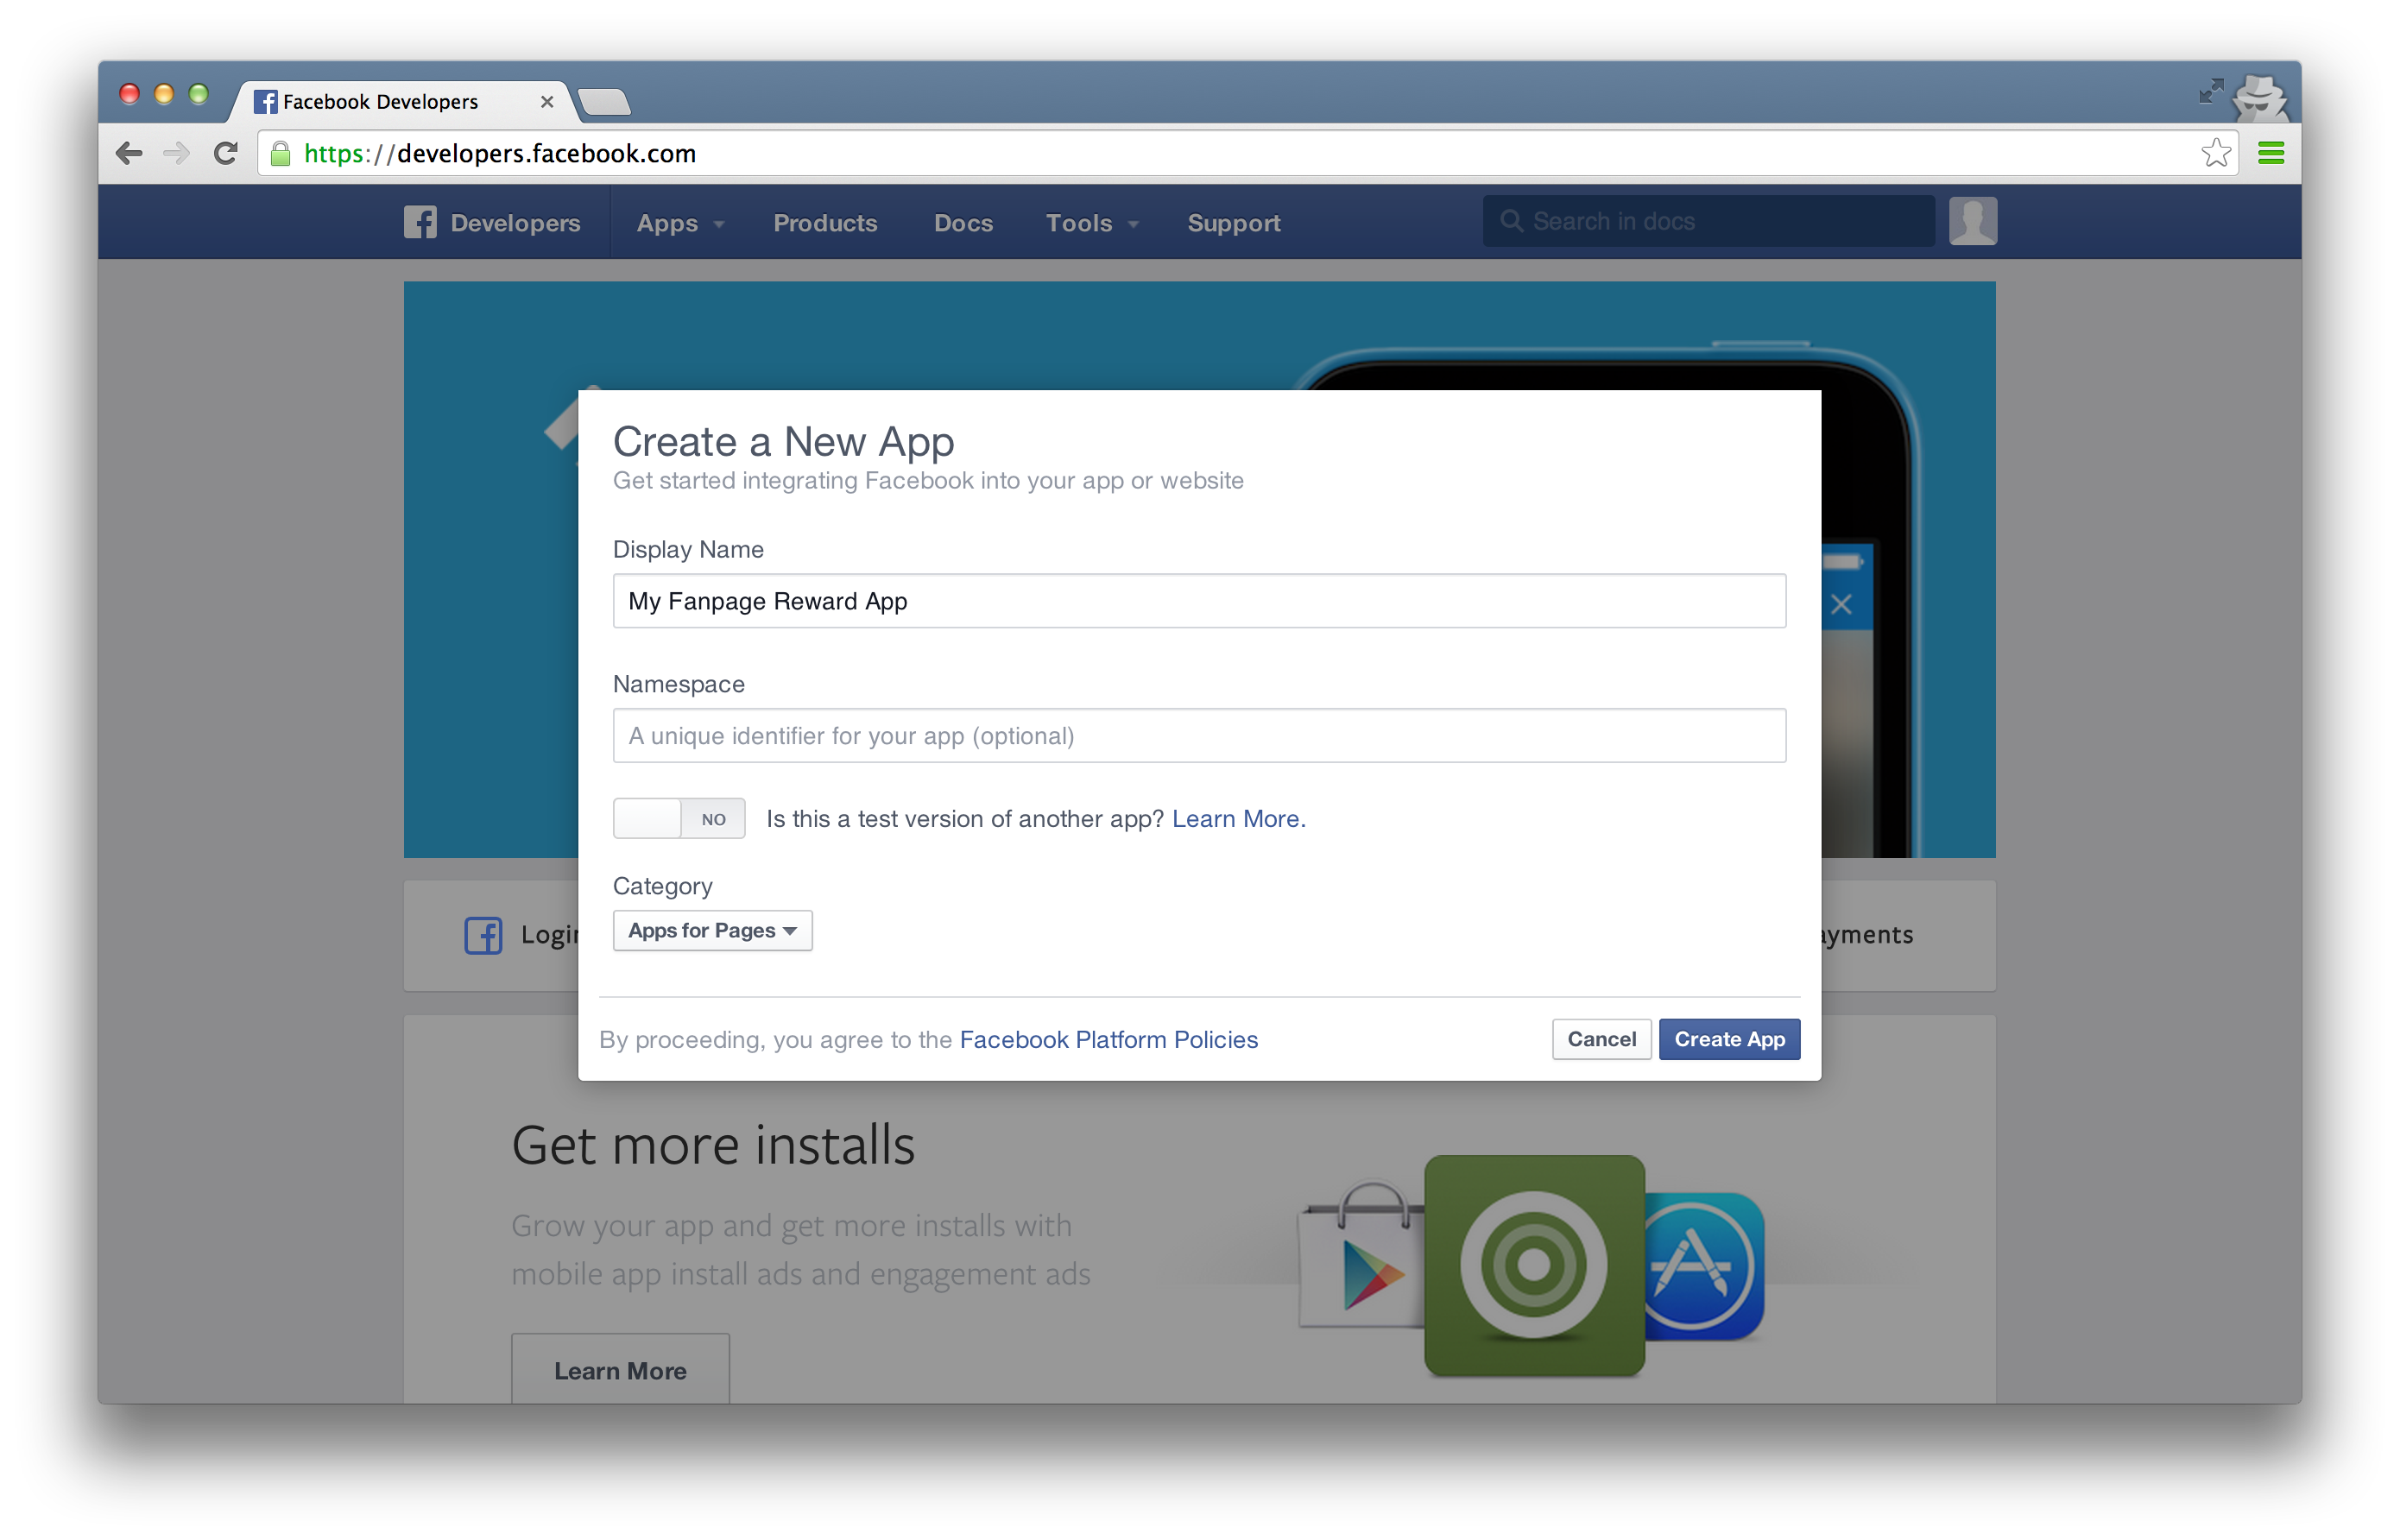 Facebook Developers
https://developers.facebook.com
Developers Apps Products Docs Tools Support Search in docs
Create a New App
Get started integrating Facebook into your app or website
Display Name
My Fanpage Reward App
Namespace
A unique identifier for your app (optional)
NO Is this a test version of another app? Learn More.
Category
Apps for Pages
By proceeding, you agree to the Facebook Platform Policies Cancel Create App
Get more installs
Grow your app and get more installs with
mobile app install ads and engagement ads
Learn More